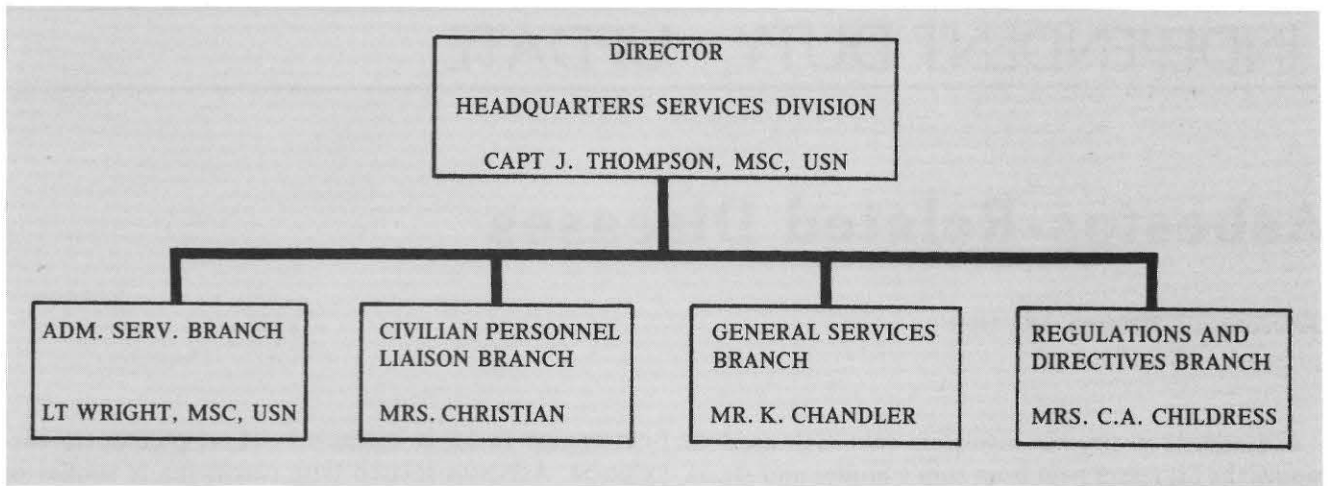 DIRECTOR
HEADQUARTERS SERVICES DIVISION
CAPT J. THOMPSON, MSC, USN
ADM. SERV. BRANCH
LT WRIGHT, MSC, USN
CIVILIAN PERSONNEL
LIAISON BRANCH
MRS. CHRISTIAN
GENERAL SERVICES
BRANCH
MR. K. CHANDLER
REGULATIONS AND
DIRECTIVES BRANCH
MRS. C.A. CHILDRESS